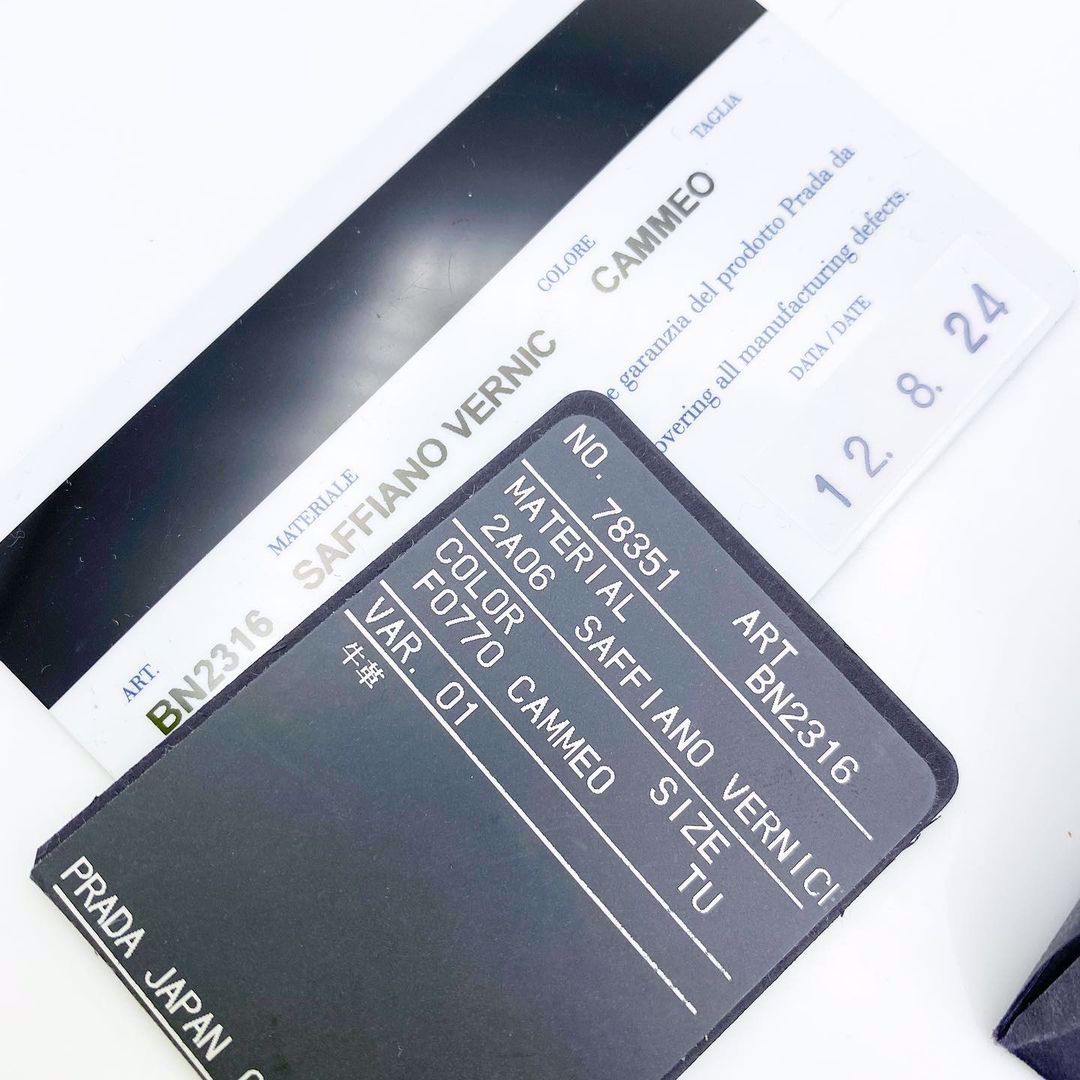 TAGLIA
COLORE
CAMMEO
MATERIALE
SAFFIANO VERNIC
ART.
BN2316
e garanzia del prodotto Prada da
overing all manufacturing defects.
DATA / DATE
12. 8. 24
NO. 78351 ART. BN2316
MATERIAL
2A06 SAFFIANO VERNICI
COLOR SIZE
F0770 CAMMEO TU
VAR. 01
牛革
PRADA JAPAN